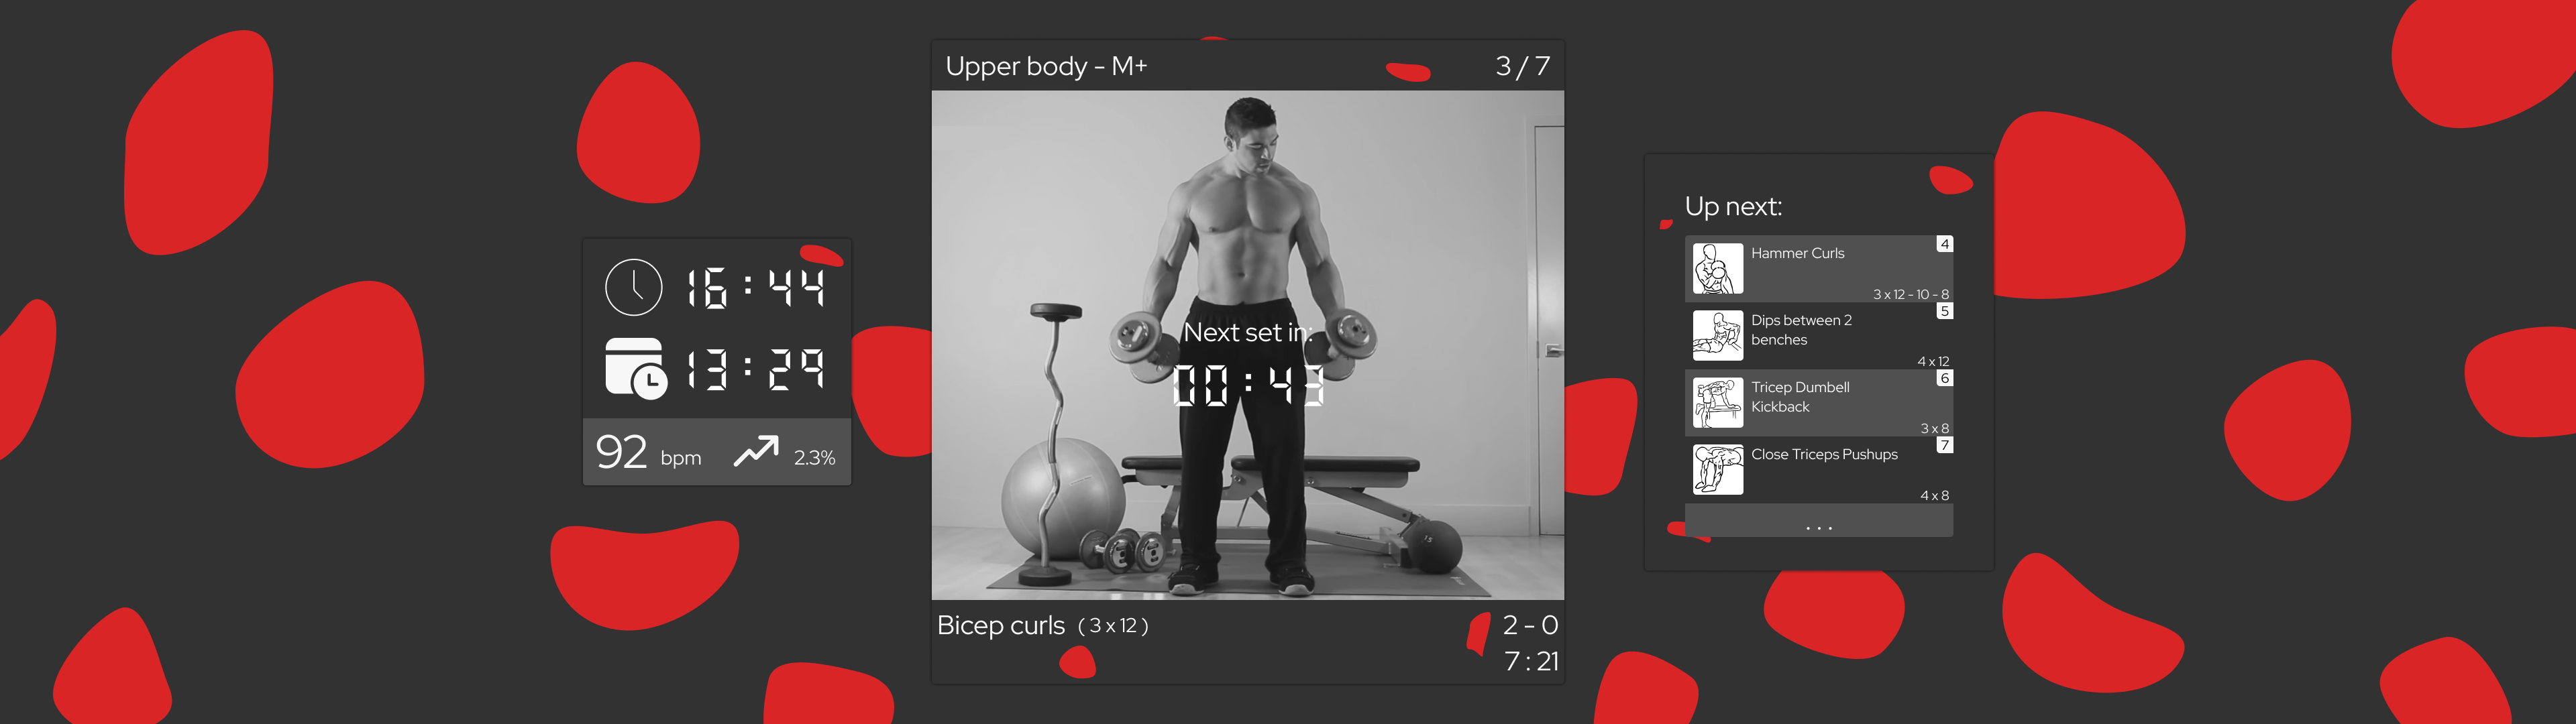 16:44
13:29
92 bpm 2.3%
Upper body - M+ 3 / 7
Next set in:
00:43
Bicep curls ( 3 x 12 ) 2 - 0
7 : 21
Up next:
4
Hammer Curls
3 x 12 - 10 - 8
5
Dips between 2
benches
4 x 12
6
Tricep Dumbell
Kickback
3 x 8
7
Close Triceps Pushups
4 x 8
...